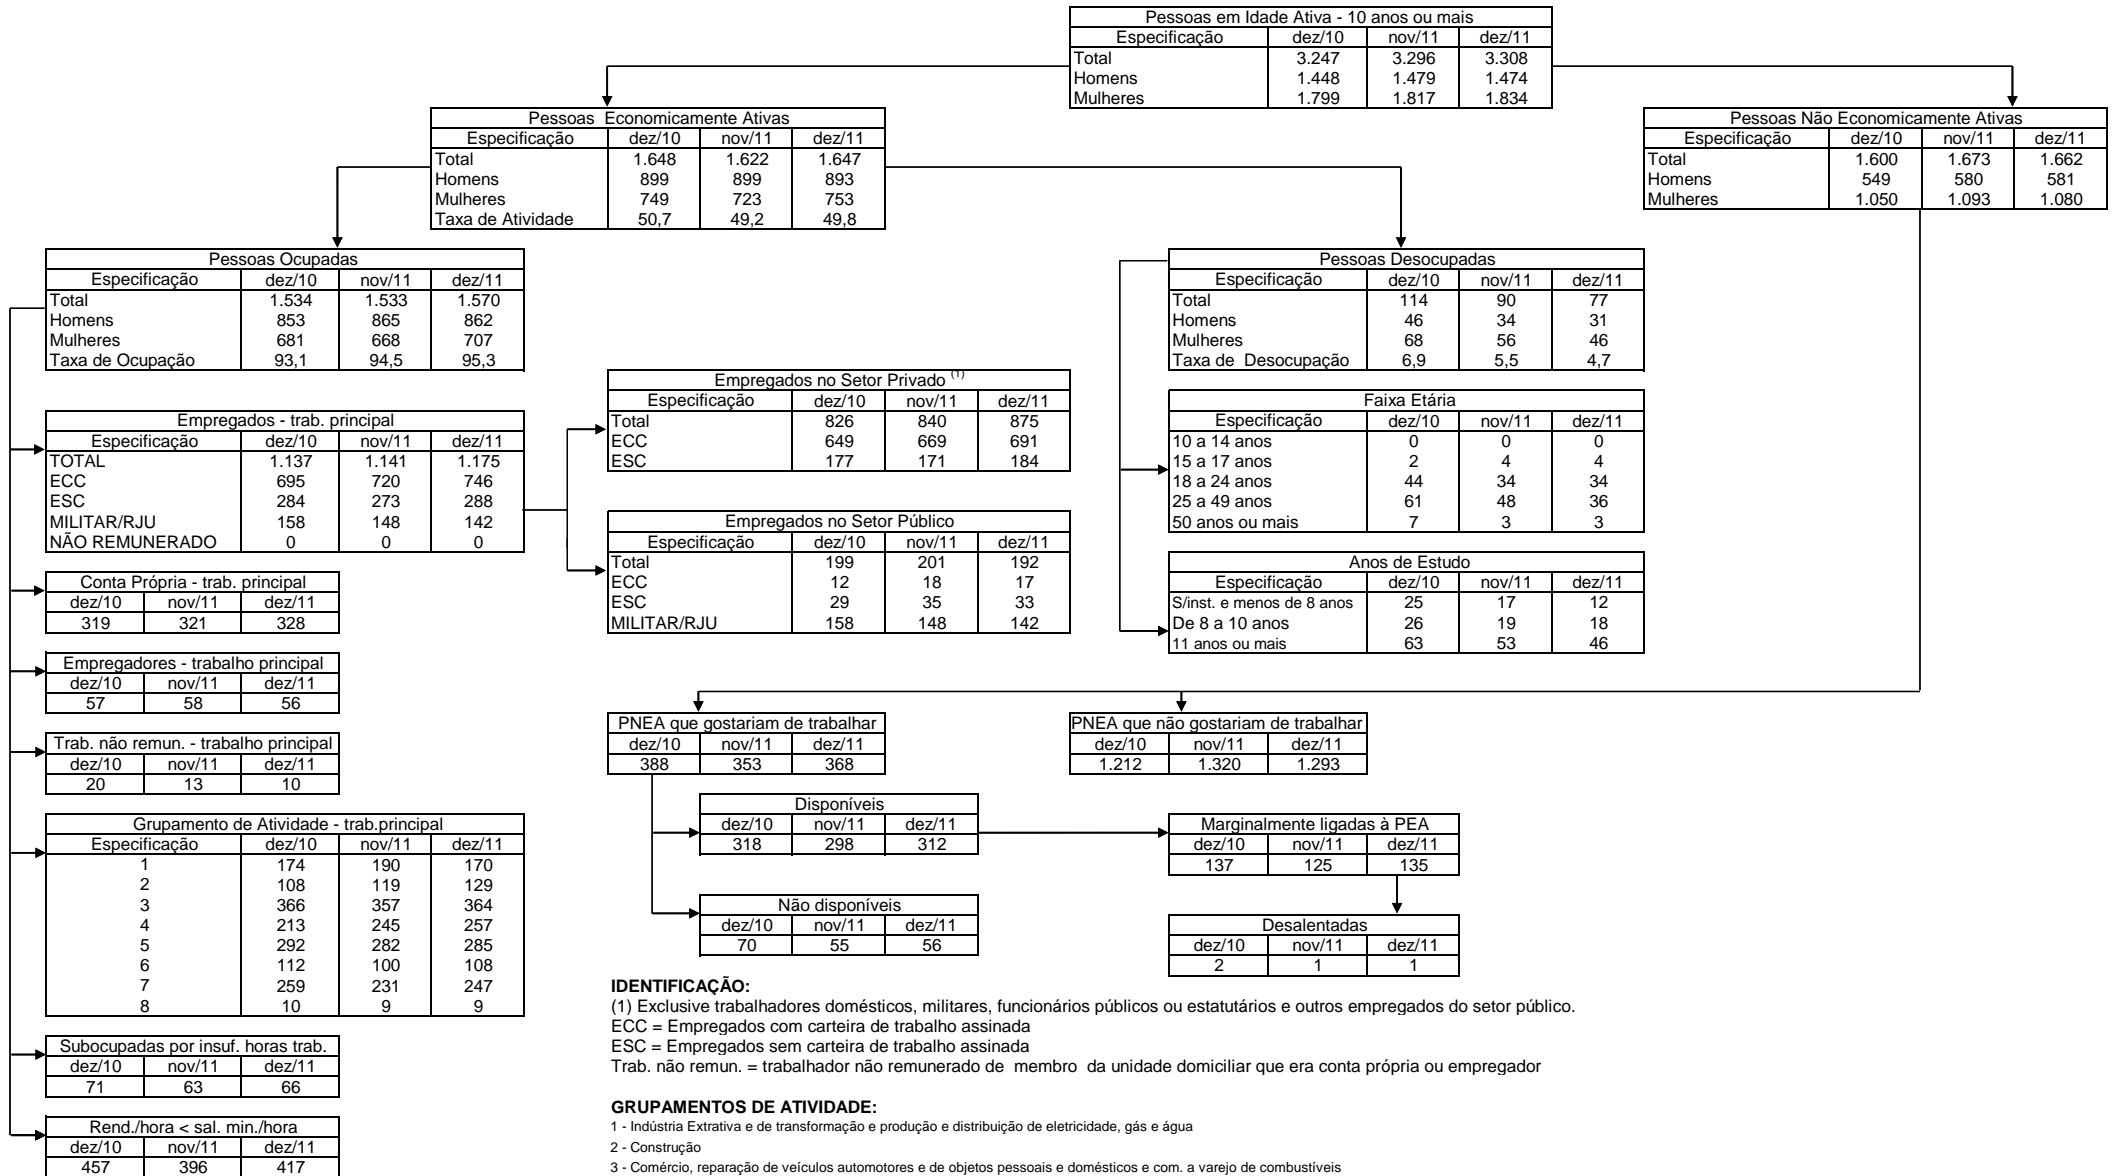 Pessoas em Idade Ativa - 10 anos ou mais
Especificação dez/10 nov/11 dez/11
Total 3.247 3.296 3.308
Homens 1.448 1.479 1.474
Mulheres 1.799 1.817 1.834
Pessoas Economicamente Ativas
Especificação dez/10 nov/11 dez/11
Total 1.648 1.622 1.647
Homens 899 899 893
Mulheres 749 723 753
Taxa de Atividade 50,7 49,2 49,8
Pessoas Não Economicamente Ativas
Especificação dez/10 nov/11 dez/11
Total 1.600 1.673 1.662
Homens 549 580 581
Mulheres 1.050 1.093 1.080
Pessoas Ocupadas
Especificação dez/10 nov/11 dez/11
Total 1.534 1.533 1.570
Homens 853 865 862
Mulheres 681 668 707
Taxa de Ocupação 93,1 94,5 95,3
Pessoas Desocupadas
Especificação dez/10 nov/11 dez/11
Total 114 90 77
Homens 46 34 31
Mulheres 68 56 46
Taxa de Desocupação 6,9 5,5 4,7
Empregados - trab. principal
Especificação dez/10 nov/11 dez/11
TOTAL 1.137 1.141 1.175
ECC 695 720 746
ESC 284 273 288
MILITAR/RJU 158 148 142
NÃO REMUNERADO 0 0 0
Empregados no Setor Privado (1)
Especificação dez/10 nov/11 dez/11
Total 826 840 875
ECC 649 669 691
ESC 177 171 184
Empregados no Setor Público
Especificação dez/10 nov/11 dez/11
Total 199 201 192
ECC 12 18 17
ESC 29 35 33
MILITAR/RJU 158 148 142
Faixa Etária
Especificação dez/10 nov/11 dez/11
10 a 14 anos 0 0 0
15 a 17 anos 2 4 4
18 a 24 anos 44 34 34
25 a 49 anos 61 48 36
50 anos ou mais 7 3 3
Anos de Estudo
Especificação dez/10 nov/11 dez/11
S/inst. e menos de 8 anos 25 17 12
De 8 a 10 anos 26 19 18
11 anos ou mais 63 53 46
Conta Própria - trab. principal
dez/10 nov/11 dez/11
319 321 328
Empregadores - trabalho principal
dez/10 nov/11 dez/11
57 58 56
Trab. não remun. - trabalho principal
dez/10 nov/11 dez/11
20 13 10
Grupamento de Atividade - trab.principal
Especificação dez/10 nov/11 dez/11
1 174 190 170
2 108 119 129
3 366 357 364
4 213 245 257
5 292 282 285
6 112 100 108
7 259 231 247
8 10 9 9
Subocupadas por insuf. horas trab.
dez/10 nov/11 dez/11
71 63 66
Rend./hora < sal. min./hora
dez/10 nov/11 dez/11
457 396 417
PNEA que gostariam de trabalhar
dez/10 nov/11 dez/11
388 353 368
PNEA que não gostariam de trabalhar
dez/10 nov/11 dez/11
1.212 1.320 1.293
Disponíveis
dez/10 nov/11 dez/11
318 298 312
Marginalmente ligadas à PEA
dez/10 nov/11 dez/11
137 125 135
Não disponíveis
dez/10 nov/11 dez/11
70 55 56
Desalentadas
dez/10 nov/11 dez/11
2 1 1
IDENTIFICAÇÃO:
(1) Exclusive trabalhadores domésticos, militares, funcionários públicos ou estatutários e outros empregados do setor público.
ECC = Empregados com carteira de trabalho assinada
ESC = Empregados sem carteira de trabalho assinada
Trab. não remun. = trabalhador não remunerado de membro da unidade domiciliar que era conta própria ou empregador
GRUPAMENTOS DE ATIVIDADE:
1 - Indústria Extrativa e de transformação e produção e distribuição de eletricidade, gás e água
2 - Construção
3 - Comércio, reparação de veículos automotores e de objetos pessoais e domésticos e com. a varejo de combustíveis